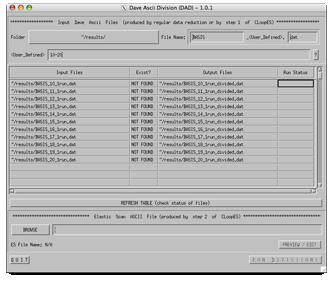 Dave Ascii Division (DAD) - 1.0.1
Input Dave Ascii Files (produced by regular data reduction or by step 1 of CLoopES)
Folder ~/results/ File Name: BASIS _<User_Defined>. dat
<User_Defined> 10-20 ?
Input Files Exist? Output Files Run Status
~/results/BASIS_10_1run.dat NOT FOUND ~/results/BASIS_10_1run_divided.dat
~/results/BASIS_11_1run.dat NOT FOUND ~/results/BASIS_11_1run_divided.dat
~/results/BASIS_12_1run.dat NOT FOUND ~/results/BASIS_12_1run_divided.dat
~/results/BASIS_13_1run.dat NOT FOUND ~/results/BASIS_13_1run_divided.dat
~/results/BASIS_14_1run.dat NOT FOUND ~/results/BASIS_14_1run_divided.dat
~/results/BASIS_15_1run.dat NOT FOUND ~/results/BASIS_15_1run_divided.dat
~/results/BASIS_16_1run.dat NOT FOUND ~/results/BASIS_16_1run_divided.dat
~/results/BASIS_17_1run.dat NOT FOUND ~/results/BASIS_17_1run_divided.dat
~/results/BASIS_18_1run.dat NOT FOUND ~/results/BASIS_18_1run_divided.dat
~/results/BASIS_19_1run.dat NOT FOUND ~/results/BASIS_19_1run_divided.dat
~/results/BASIS_20_1run.dat NOT FOUND ~/results/BASIS_20_1run_divided.dat
REFRESH TABLE (check status of files)
Elastic Scan ASCII File (produced by step 2 of CLoopES)
BROWSE
ES File Name: N/A PREVIEW / EDIT
QUIT RUN DIVISIONS